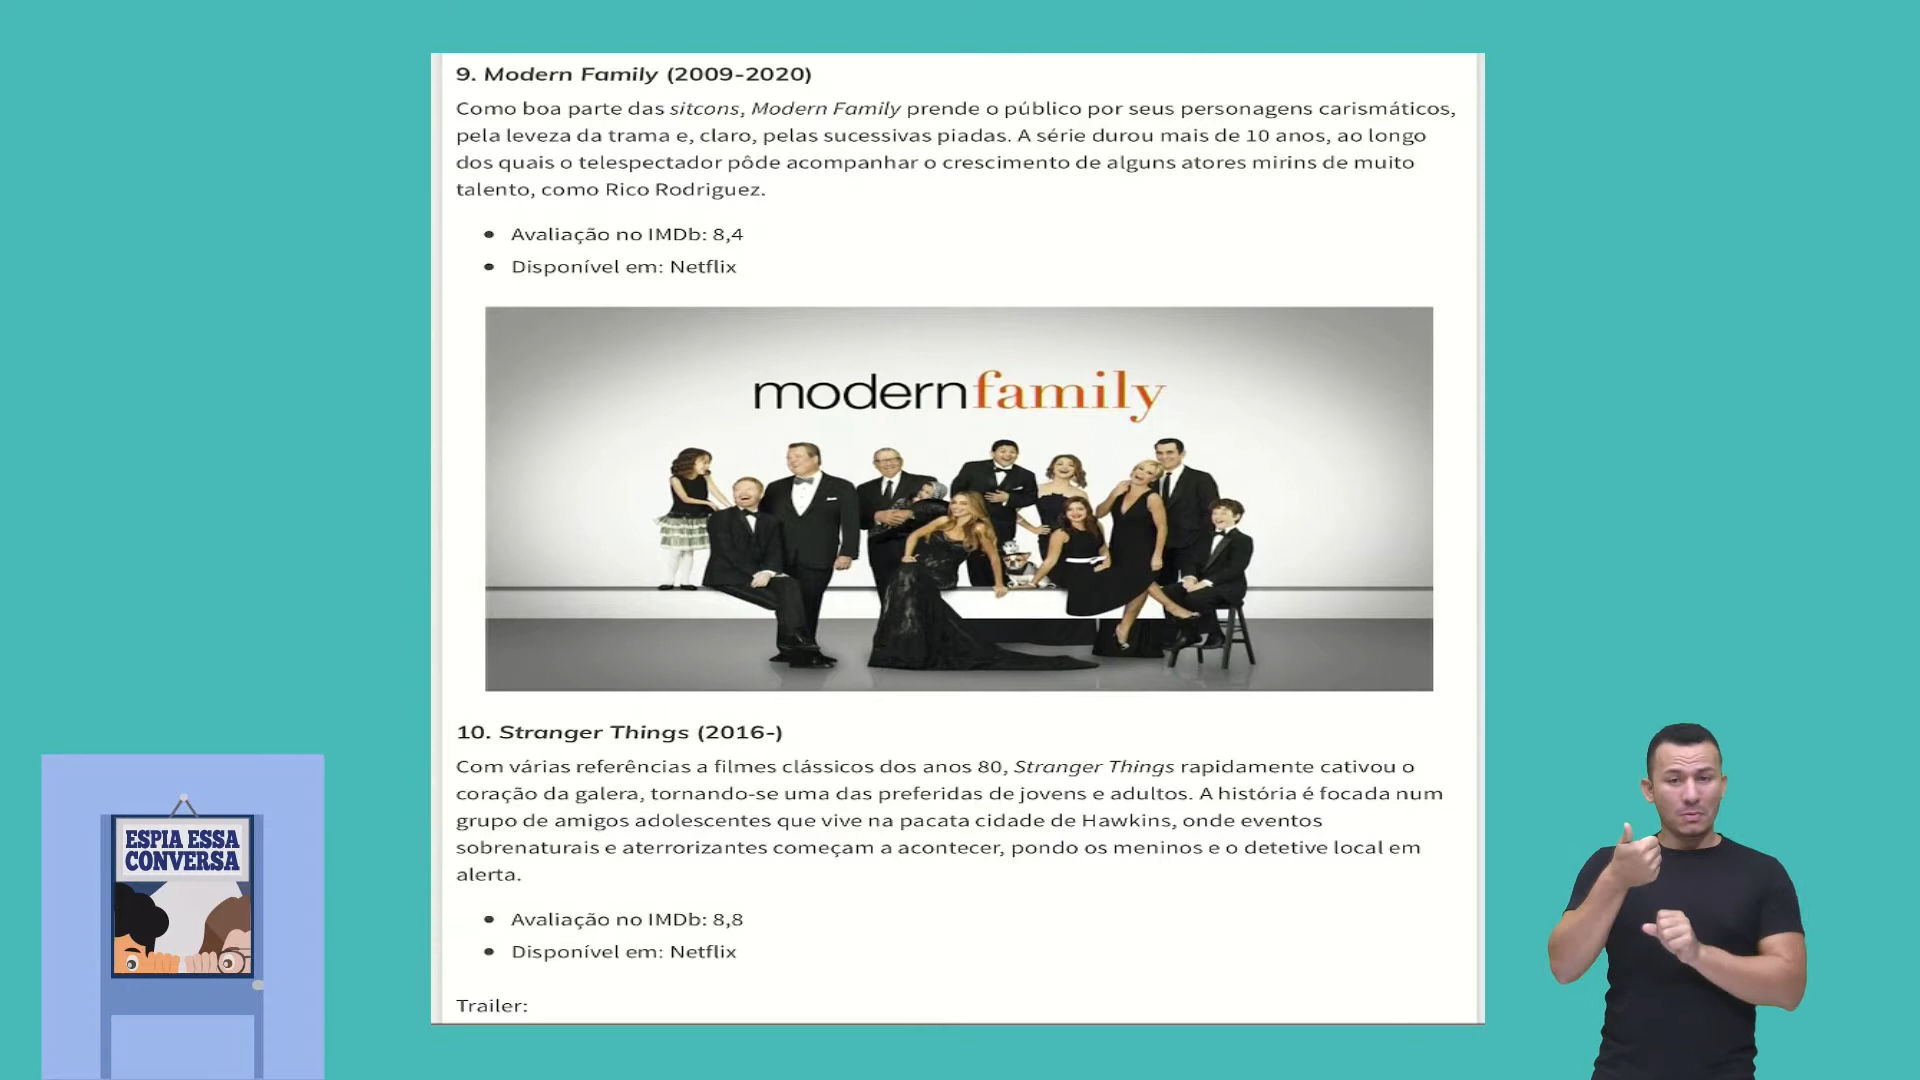 9. Modern Family (2009-2020)
Como boa parte das sitcons, Modern Family prende o público por seus personagens carismáticos,
pela leveza da trama e, claro, pelas sucessivas piadas. A série durou mais de 10 anos, ao longo
dos quais o telespectador pôde acompanhar o crescimento de alguns atores mirins de muito
talento, como Rico Rodriguez.
• Avaliação no IMDb: 8,4
• Disponível em: Netflix
modernfamily
10. Stranger Things (2016-)
Com várias referências a filmes clássicos dos anos 80, Stranger Things rapidamente cativou o
coração da galera, tornando-se uma das preferidas de jovens e adultos. A história é focada num
grupo de amigos adolescentes que vive na pacata cidade de Hawkins, onde eventos
sobrenaturais e aterrorizantes começam a acontecer, pondo os meninos e o detetive local em
alerta.
• Avaliação no IMDb: 8,8
• Disponível em: Netflix
Trailer:
ESPIA ESSA
CONVERSA